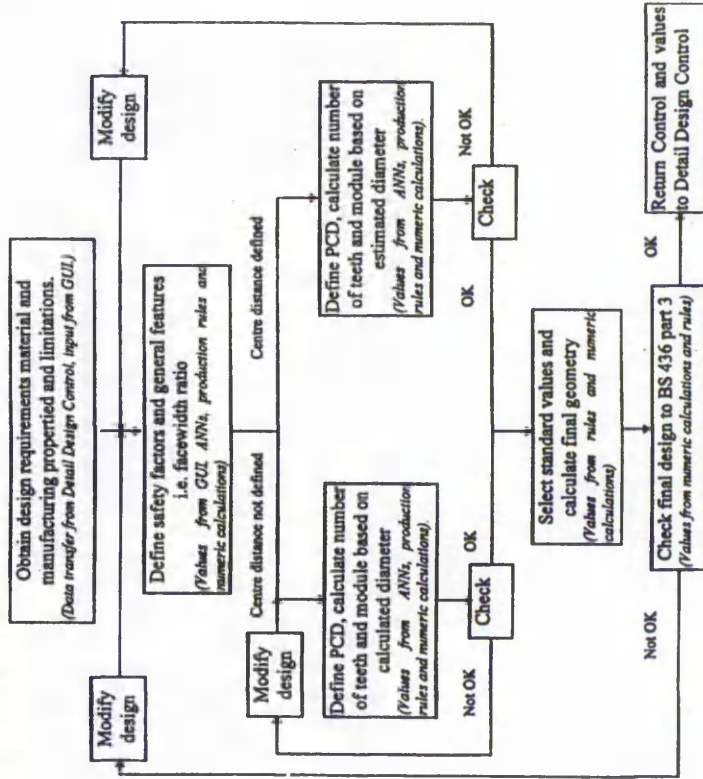 Obtain design requirements material and
manufacturing propertied and limitations.
(Data transfer from Detail Design Control, input from GUI.)
Modify
design
Modify
design
Define safety factors and general features
i.e. facewidth ratio
(Values from GUI, ANNs, production rules and
numeric calculations)
Centre distance not defined
Centre distance defined
Modify
design
Define PCD, calculate number
of teeth and module based on
calculated diameter
(Values from ANNs, production
rules and numeric calculations).
Define PCD, calculate number
of teeth and module based on
estimated diameter
(Values from ANNs, production
rules and numeric calculations).
Not OK
Check
OK
OK
Check
Not OK
Select standard values and
calculate final geometry
(Values from rules and numeric
calculations)
Check final design to BS 436 part 3
(Values from numeric calculations and rules)
Not OK
OK
Return Control and values
to Detail Design Control